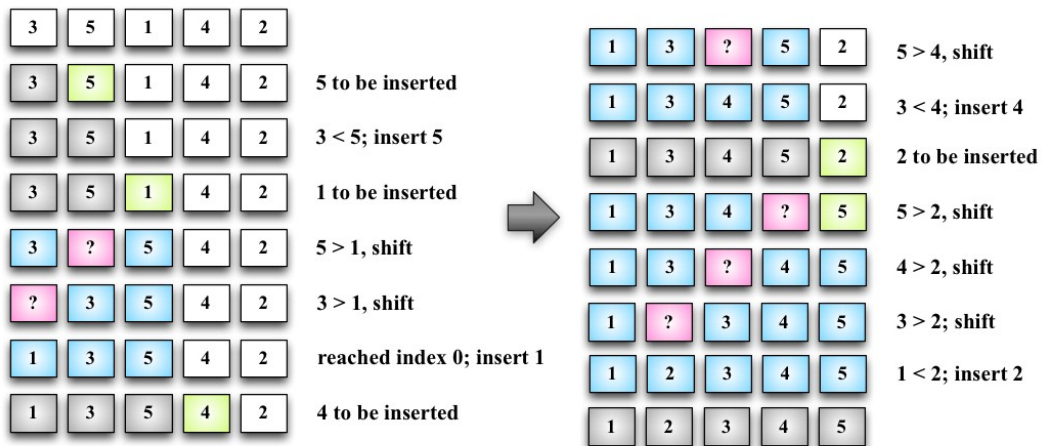 3 5 1 4 2
3 5 1 4 2 5 to be inserted
3 5 1 4 2 3 < 5; insert 5
3 5 1 4 2 1 to be inserted
3 ? 5 4 2 5 > 1, shift
? 3 5 4 2 3 > 1, shift
1 3 5 4 2 reached index 0; insert 1
1 3 5 4 2 4 to be inserted
1 3 ? 5 2 5 > 4, shift
1 3 4 5 2 3 < 4; insert 4
1 3 4 5 2 2 to be inserted
1 3 4 ? 5 5 > 2, shift
1 3 ? 4 5 4 > 2, shift
1 ? 3 4 5 3 > 2; shift
1 2 3 4 5 1 < 2; insert 2
1 2 3 4 5